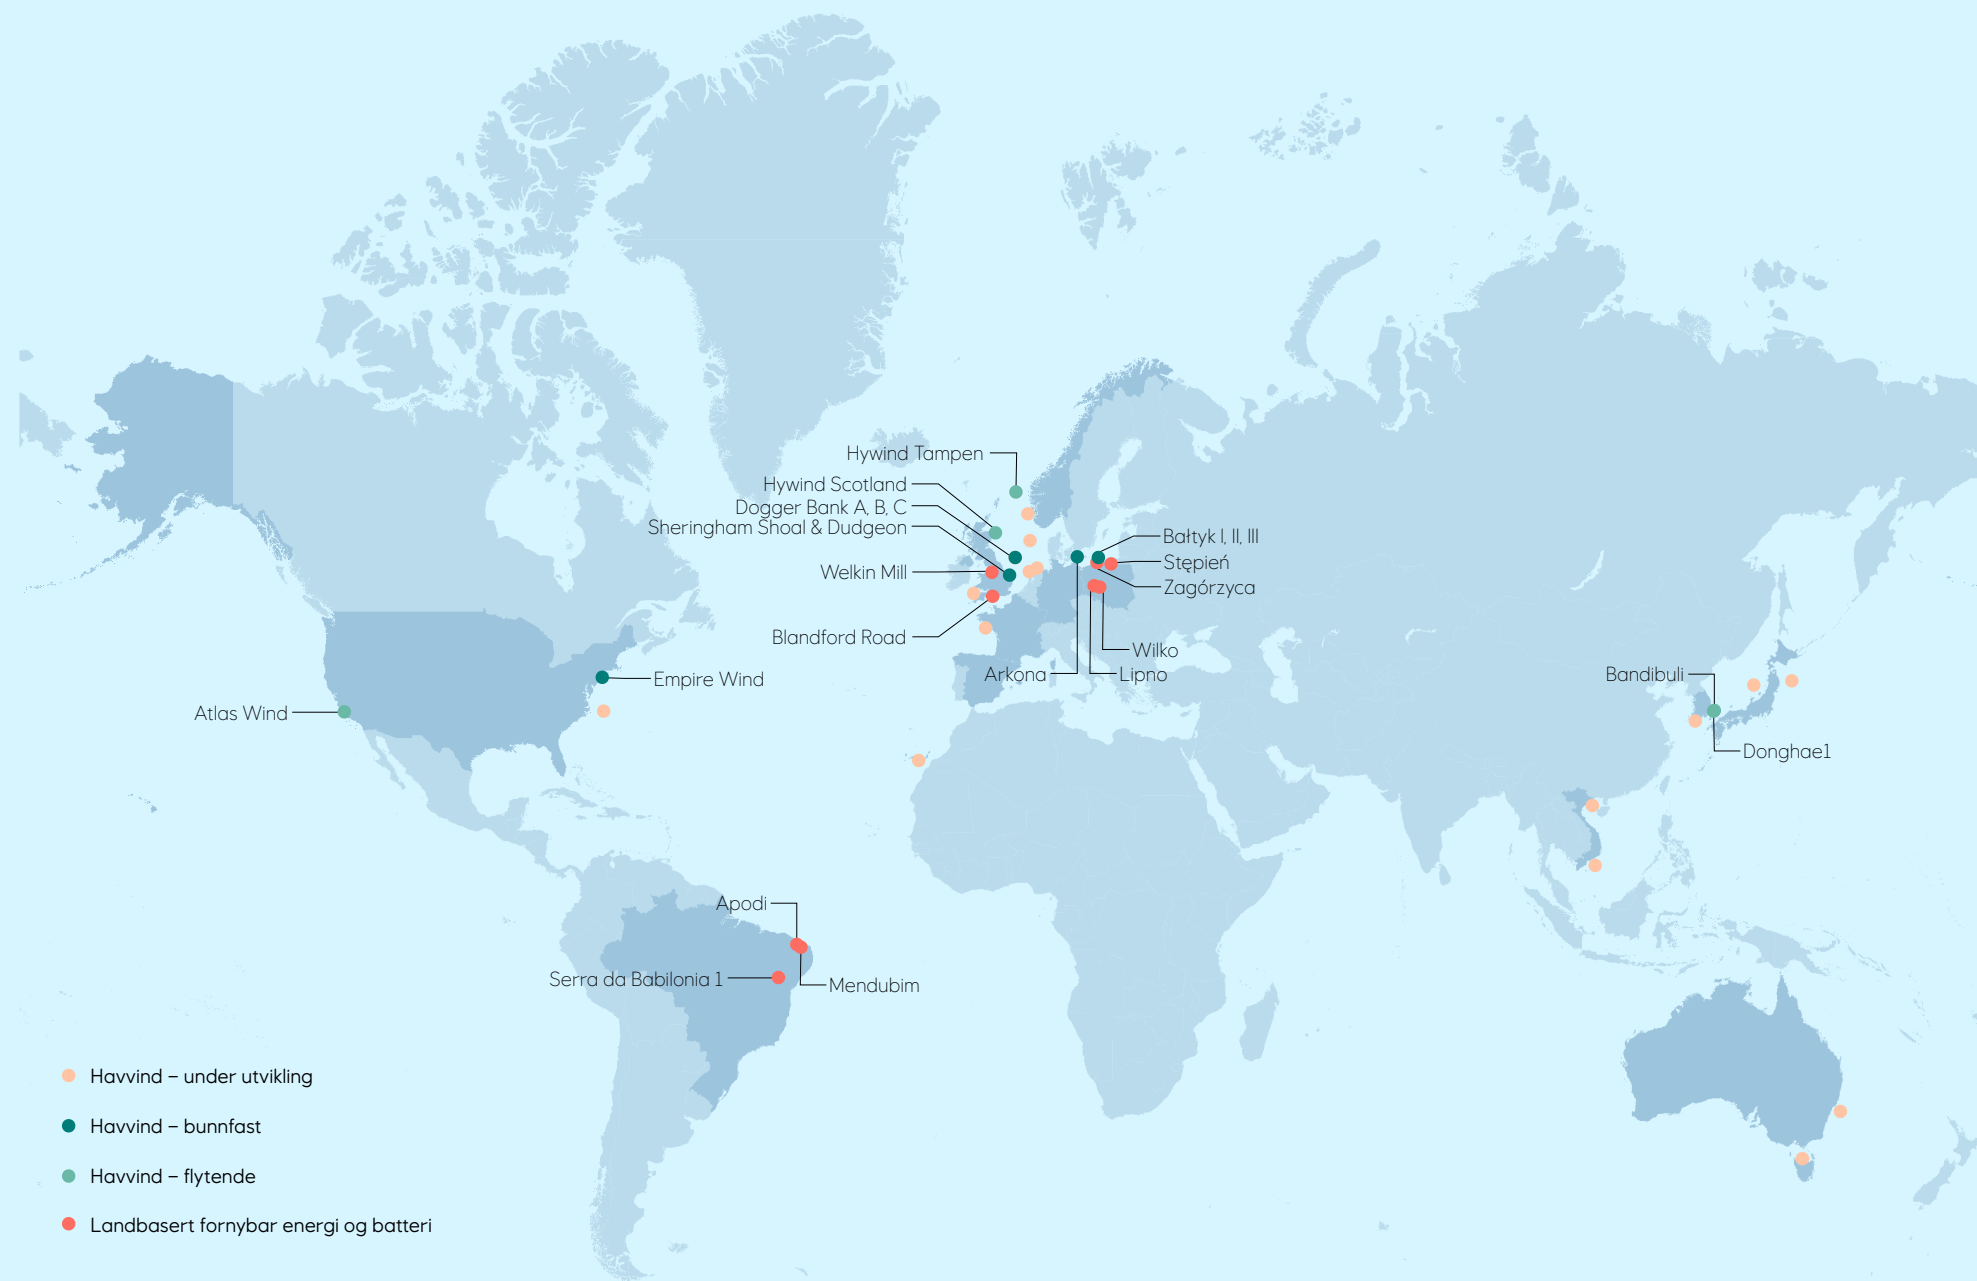 Hywind Tampen
Hywind Scotland
Dogger Bank A, B, C
Sheringham Shoal & Dudgeon
Bałtyk I, II, III
Stępień
Welkin Mill
Zagórzyca
Blandford Road
Wilko
Arkona
Lipno
Bandibuli
Empire Wind
Atlas Wind
Donghae1
Apodi
Serra da Babilonia 1
Mendubim
Havvind – under utvikling
Havvind – bunnfast
Havvind – flytende
Landbasert fornybar energi og batteri